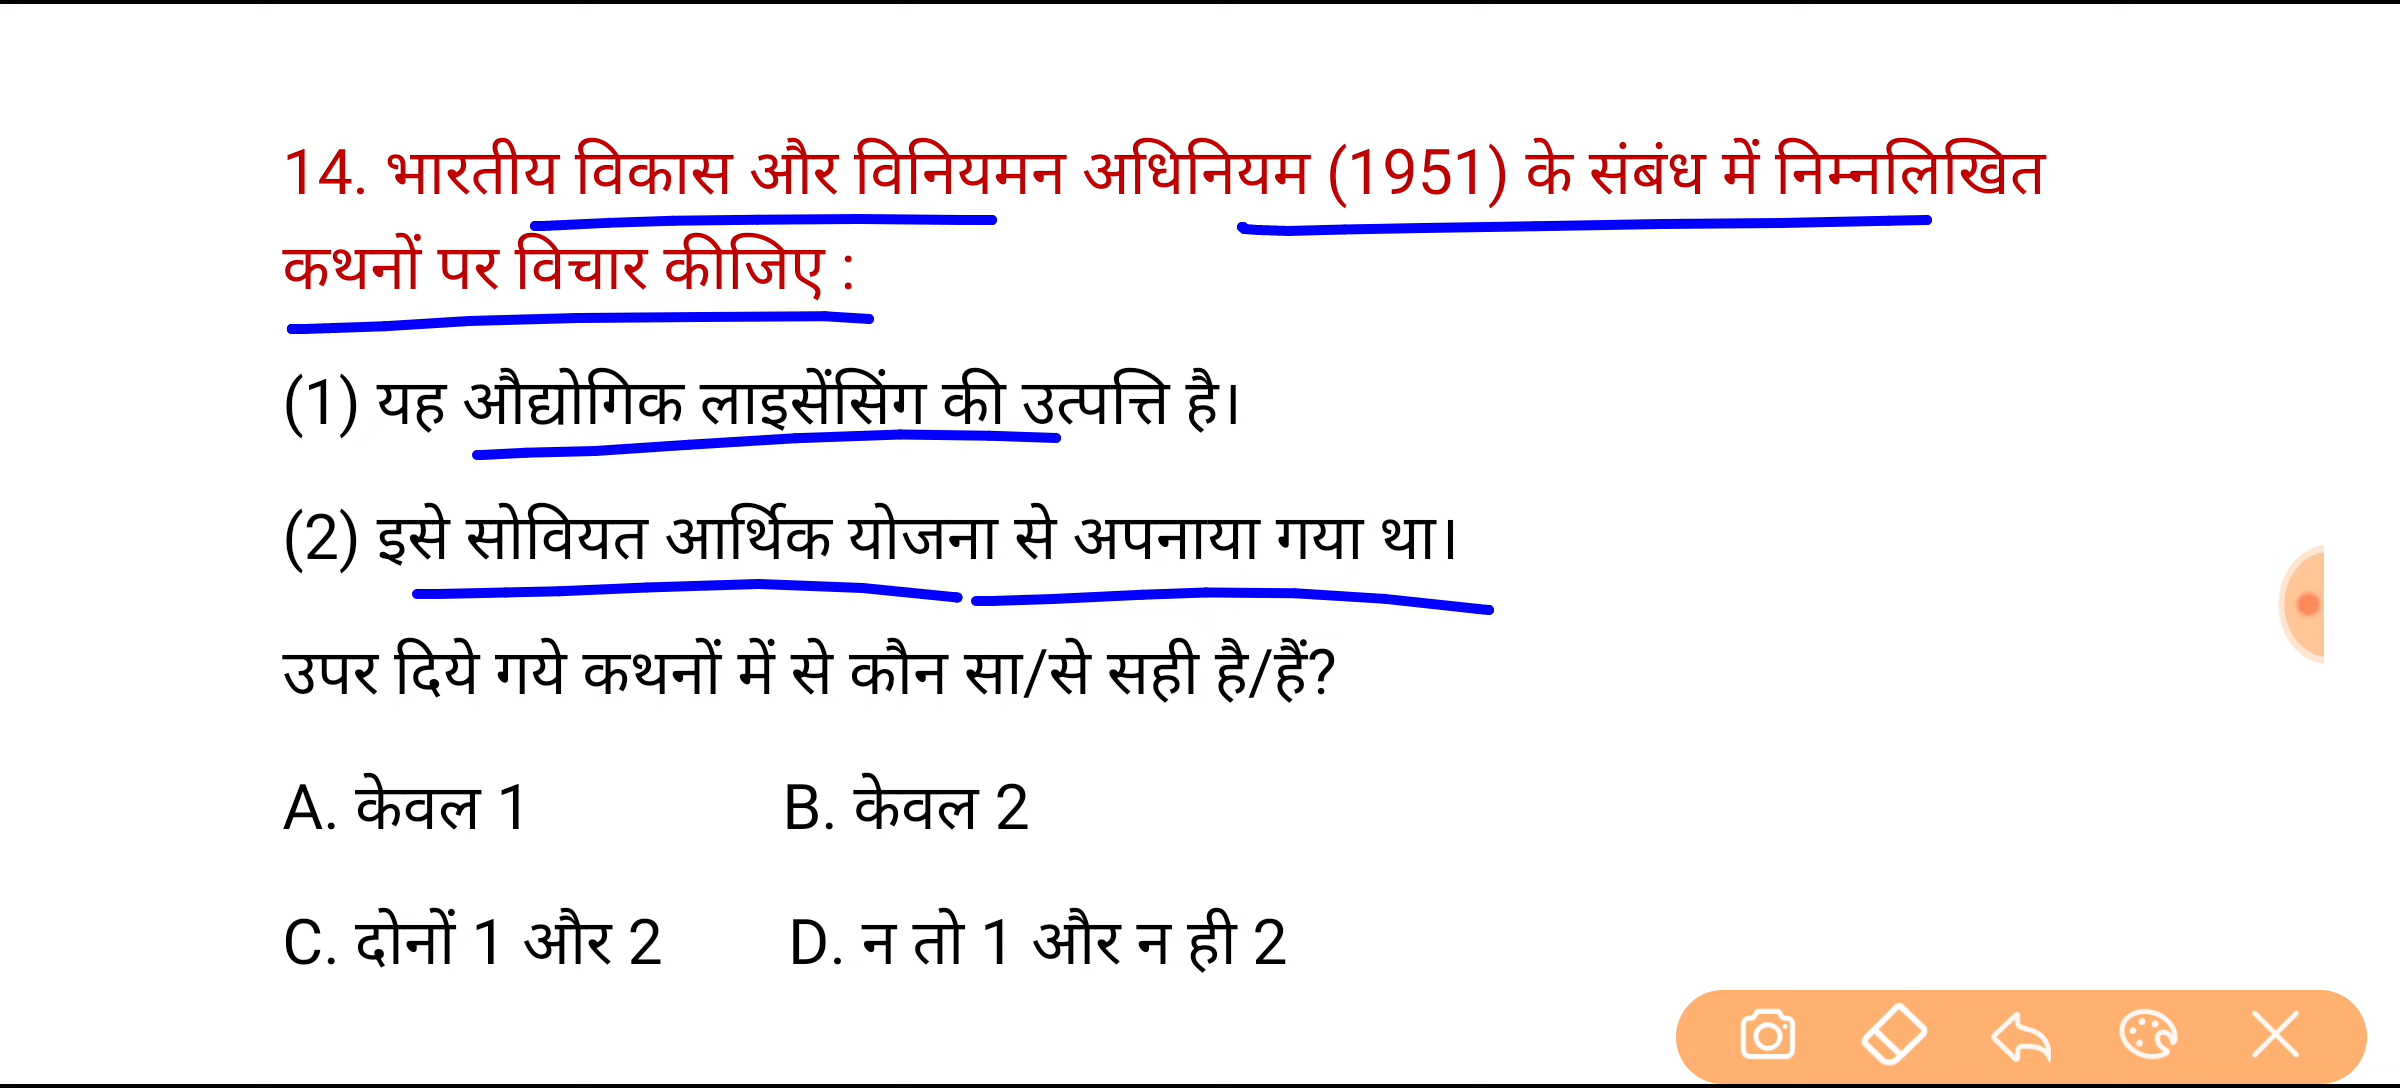 14. भारतीय विकास और विनियमन अधिनियम (1951) के संबंध में निम्नलिखित
कथनों पर विचार कीजिए :
(1) यह औद्योगिक लाइसेंसिंग की उत्पत्ति है।
(2) इसे सोवियत आर्थिक योजना से अपनाया गया था।
उपर दिये गये कथनों में से कौन सा/से सही है/हैं?
A. केवल 1 B. केवल 2
C. दोनों 1 और 2 D. न तो 1 और न ही 2